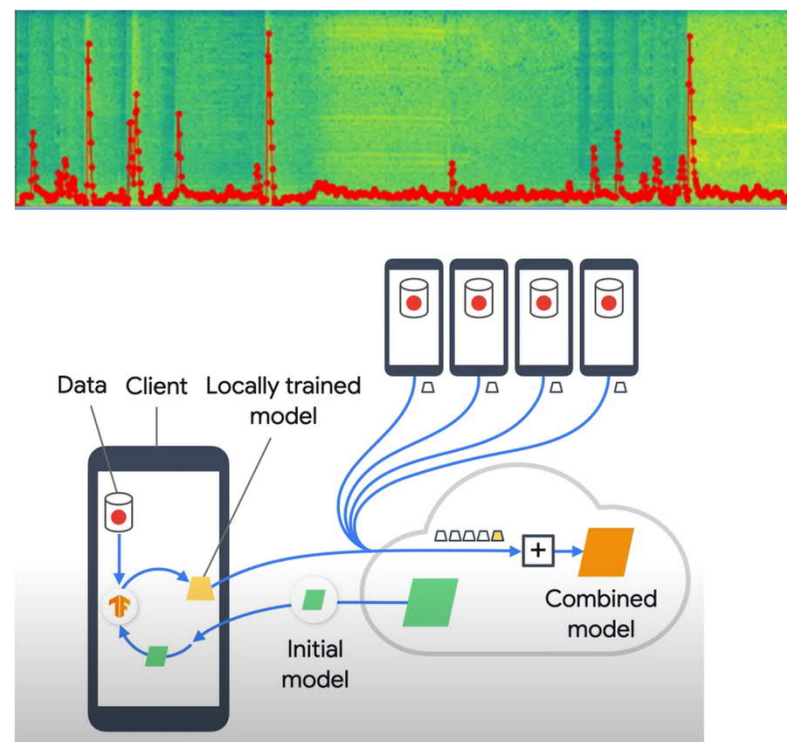 Data
Client
Locally trained
model
+
Initial
model
Combined
model